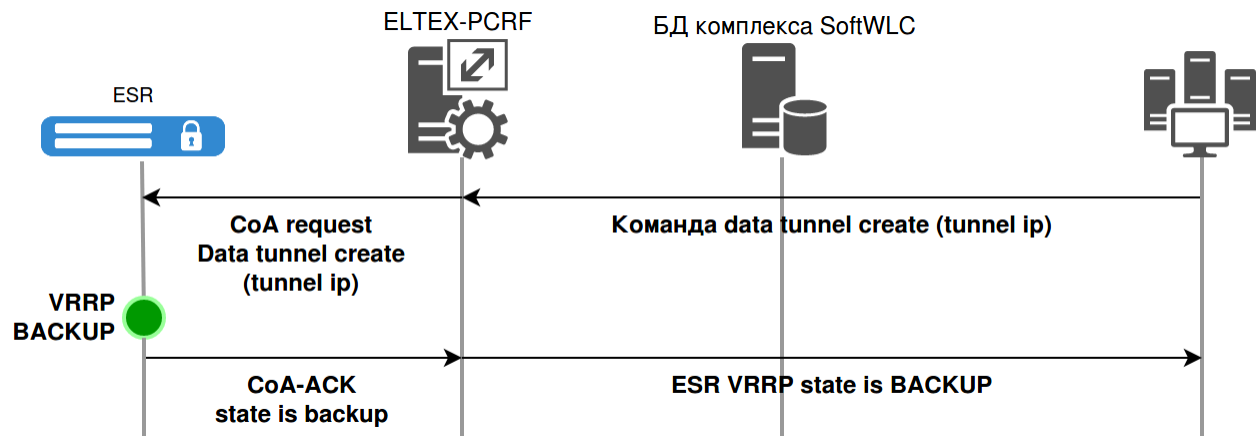 ELTEX-PCRF
БД комплекса SoftWLC
ESR
CoA request
Data tunnel create
(tunnel ip)
Команда data tunnel create (tunnel ip)
VRRP
BACKUP
CoA-ACK
state is backup
ESR VRRP state is BACKUP